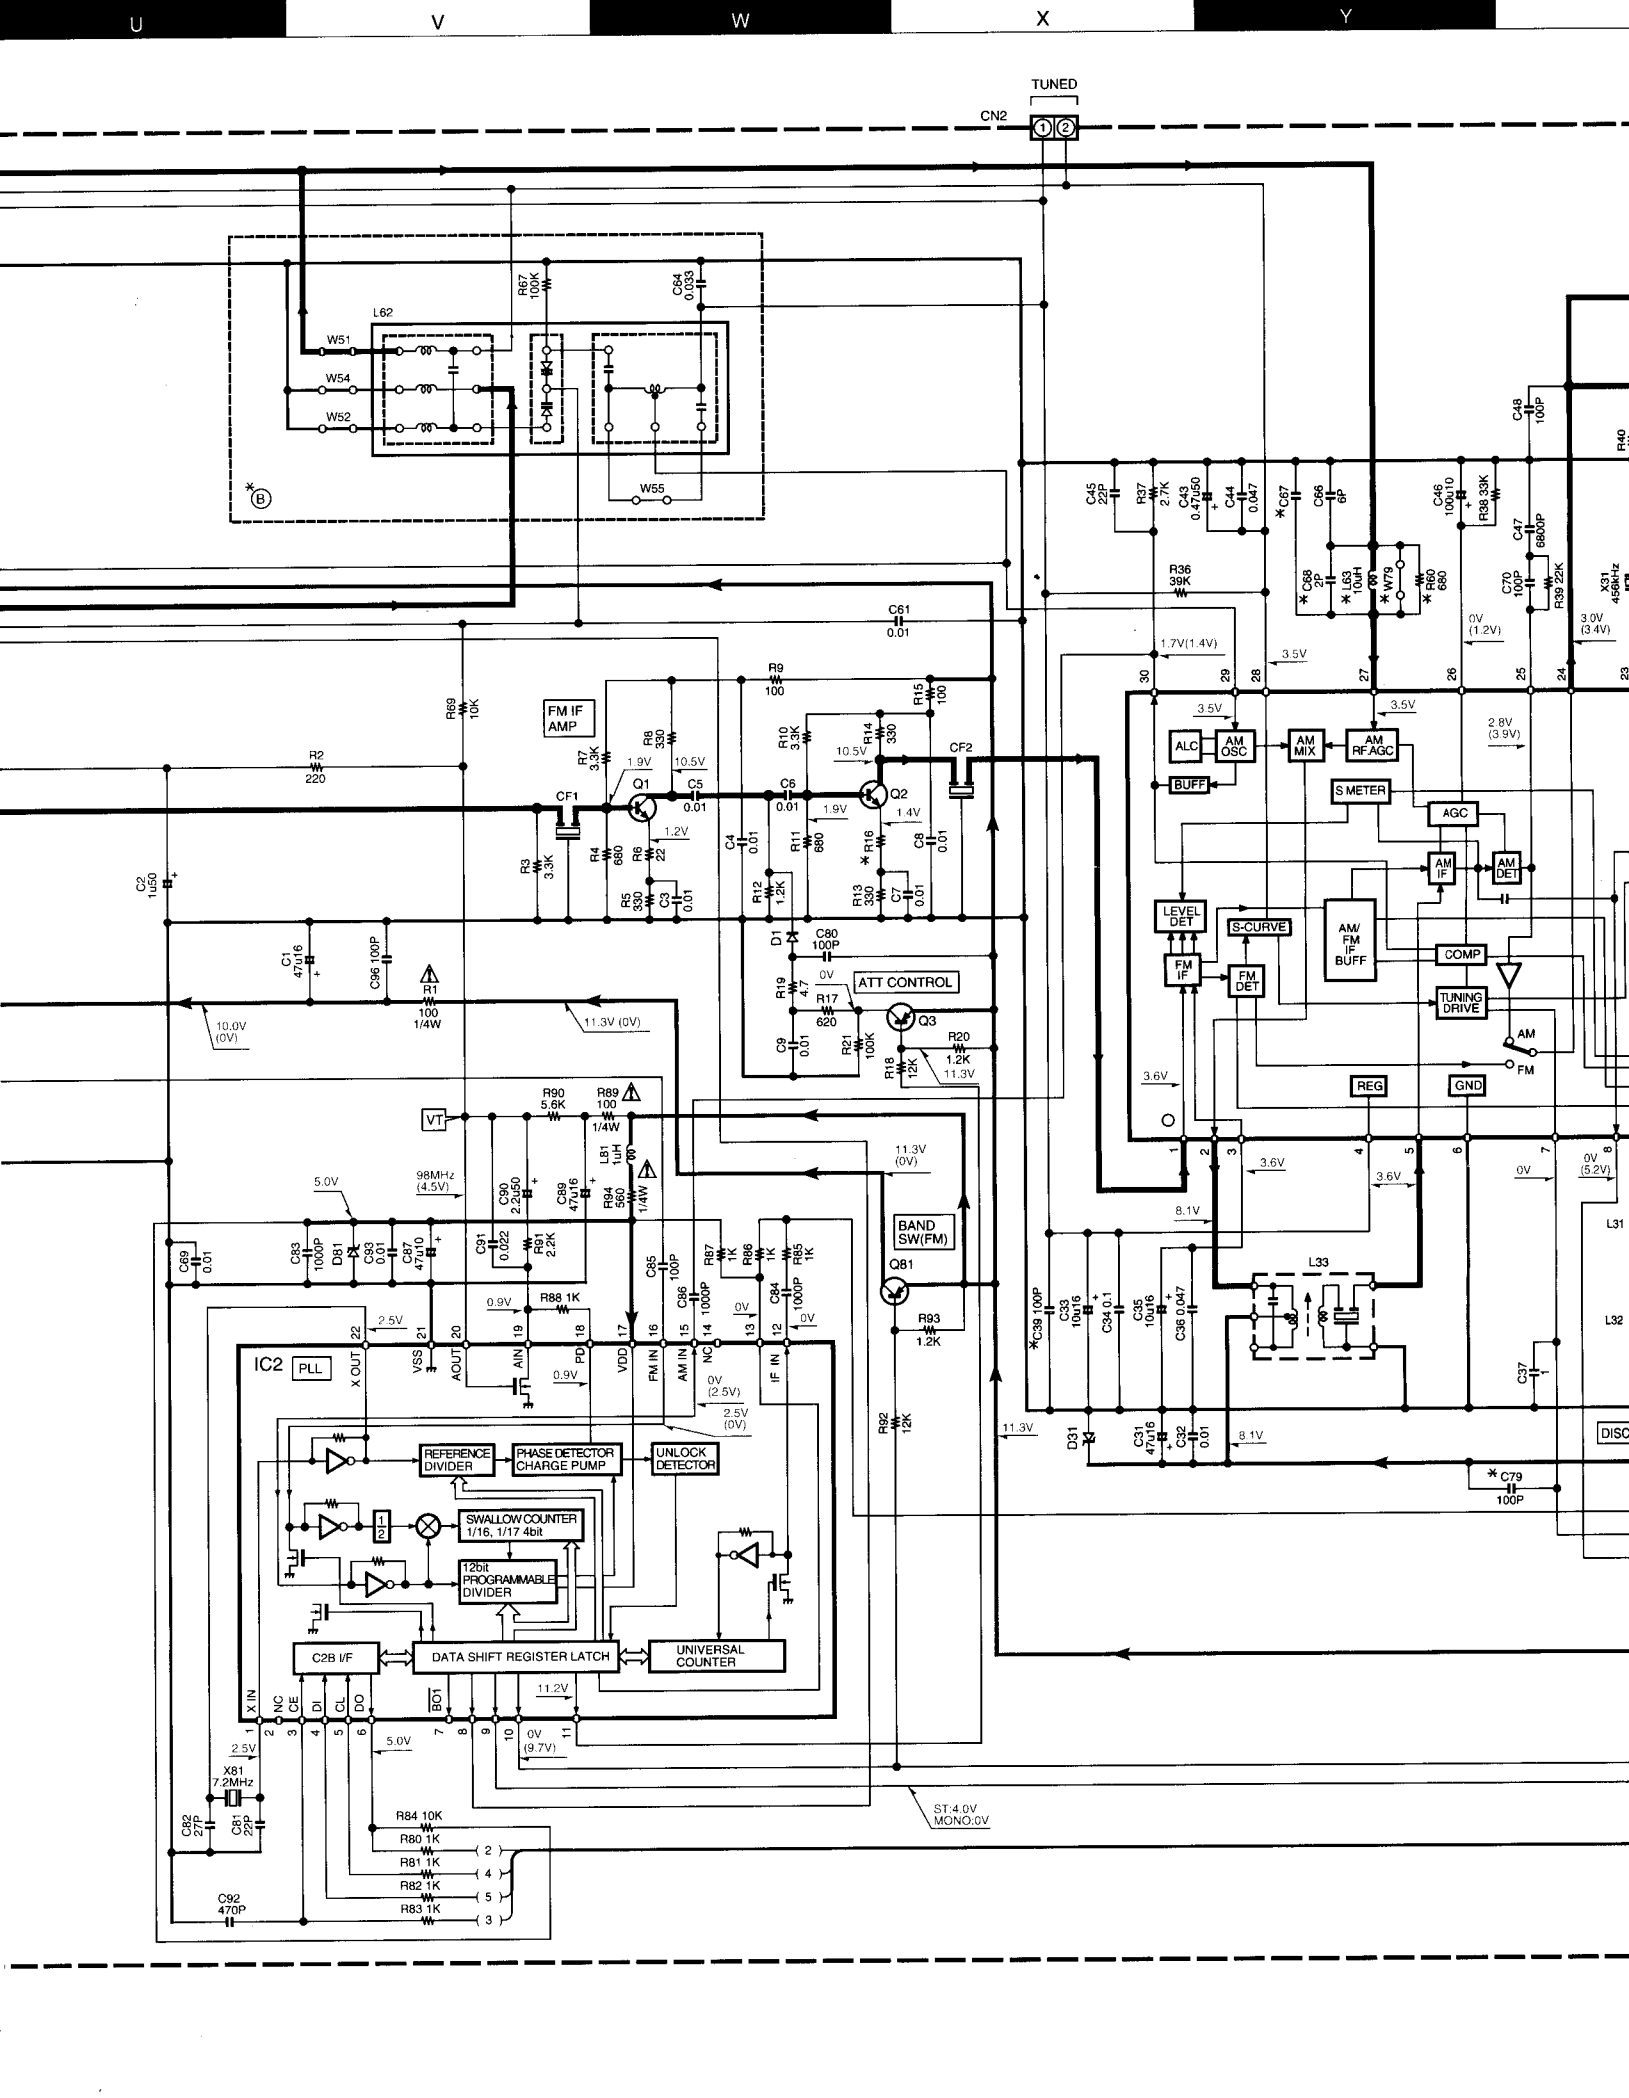 U V W X Y
TUNED
CN2 1 2
R67 100K
C64 0.033
L62
W51
W54
W52
W55
* B
C45 22P
R37 2.7K
C43 0.47u50 +
C44 0.047
* C67
C66 6P
C46 100u10 +
R38 33K
C48 100P
C47 6800P
R40
* C68 2P
* L63 10uH
* W79
* R60 680
C70 100P
R39 22K
X31 456kHz
R36 39K
C61 0.01
0V (1.2V)
3.0V (3.4V)
1.7V(1.4V)
3.5V
30 29 28 27 26 25 24 23
R69 10K
FM IF AMP
R9 100
R15 100
R7 3.3K
R8 330
R10 3.3K
R14 330
R2 220
1.9V
10.5V
10.5V
CF2
CF1
Q1
C5 0.01
C6 0.01
Q2
1.9V
1.4V
1.2V
R3 3.3K
R4 680
R6 22
C4 0.01
R11 680
* R16
C8 0.01
C2 1u50 +
R5 330
C3 0.01
R12 1.2K
R13 330
C7 0.01
3.5V
3.5V
2.8V (3.9V)
ALC
AM OSC
AM MIX
AM RF.AGC
BUFF
S METER
AGC
AM IF
AM DET
LEVEL DET
S-CURVE
AM/ FM IF BUFF
COMP
FM IF
FM DET
TUNING DRIVE
AM
FM
REG
GND
3.6V
C1 47u16 +
C96 100P
R1 100 1/4W
D1
C80 100P
0V
ATT CONTROL
R19 4.7
R17 620
Q3
C9 0.01
R21 100K
R18 12K
R20 1.2K
11.3V
10.0V (0V)
11.3V (0V)
R90 5.6K
R89 100 1/4W
VT
L81 1uH
11.3V (0V)
1 2 3 4 5 6 7 8
3.6V
3.6V
0V
0V (5.2V)
98MHz (4.5V)
5.0V
C90 2.2u50 +
C89 47u16 +
R94 560 1/4W
8.1V
L31
BAND SW(FM)
C69 0.01
C83 1000P
D81
C93 0.01
C87 47u10 +
C91 0.022
R91 2.2K
C85 100P
C86 1000P
R87 1K
R86 1K
R85 1K
C84 1000P
Q81
L33
0.9V
R88 1K
0V
0V
R93 1.2K
* C39 100P
C33 10u16 +
C34 0.1
C35 10u16 +
C36 0.047
L32
2.5V
22 21 20 19 18 17 16 15 14 13 12
IC2 PLL
X OUT
VSS
AOUT
AIN
PD
VDD
FM IN
AM IN
NC
IF IN
0.9V
0V (2.5V)
2.5V (0V)
C37 1
R92 12K
11.3V
D31
C31 47u16 +
C32 0.01
8.1V
DISC
* C79 100P
REFERENCE DIVIDER
PHASE DETECTOR CHARGE PUMP
UNLOCK DETECTOR
1 2
SWALLOW COUNTER 1/16, 1/17 4bit
12bit PROGRAMMABLE DIVIDER
C2B I/F
DATA SHIFT REGISTER LATCH
UNIVERSAL COUNTER
X IN
NC
CE
DI
CL
DO
BO1
11.2V
1 2 3 4 5 6 7 8 9 10 11
2.5V
5.0V
0V (9.7V)
X81 7.2MHz
C82 27P
C81 22P
ST:4.0V
MONO:0V
R84 10K
R80 1K (2)
R81 1K (4)
R82 1K (5)
R83 1K (3)
C92 470P